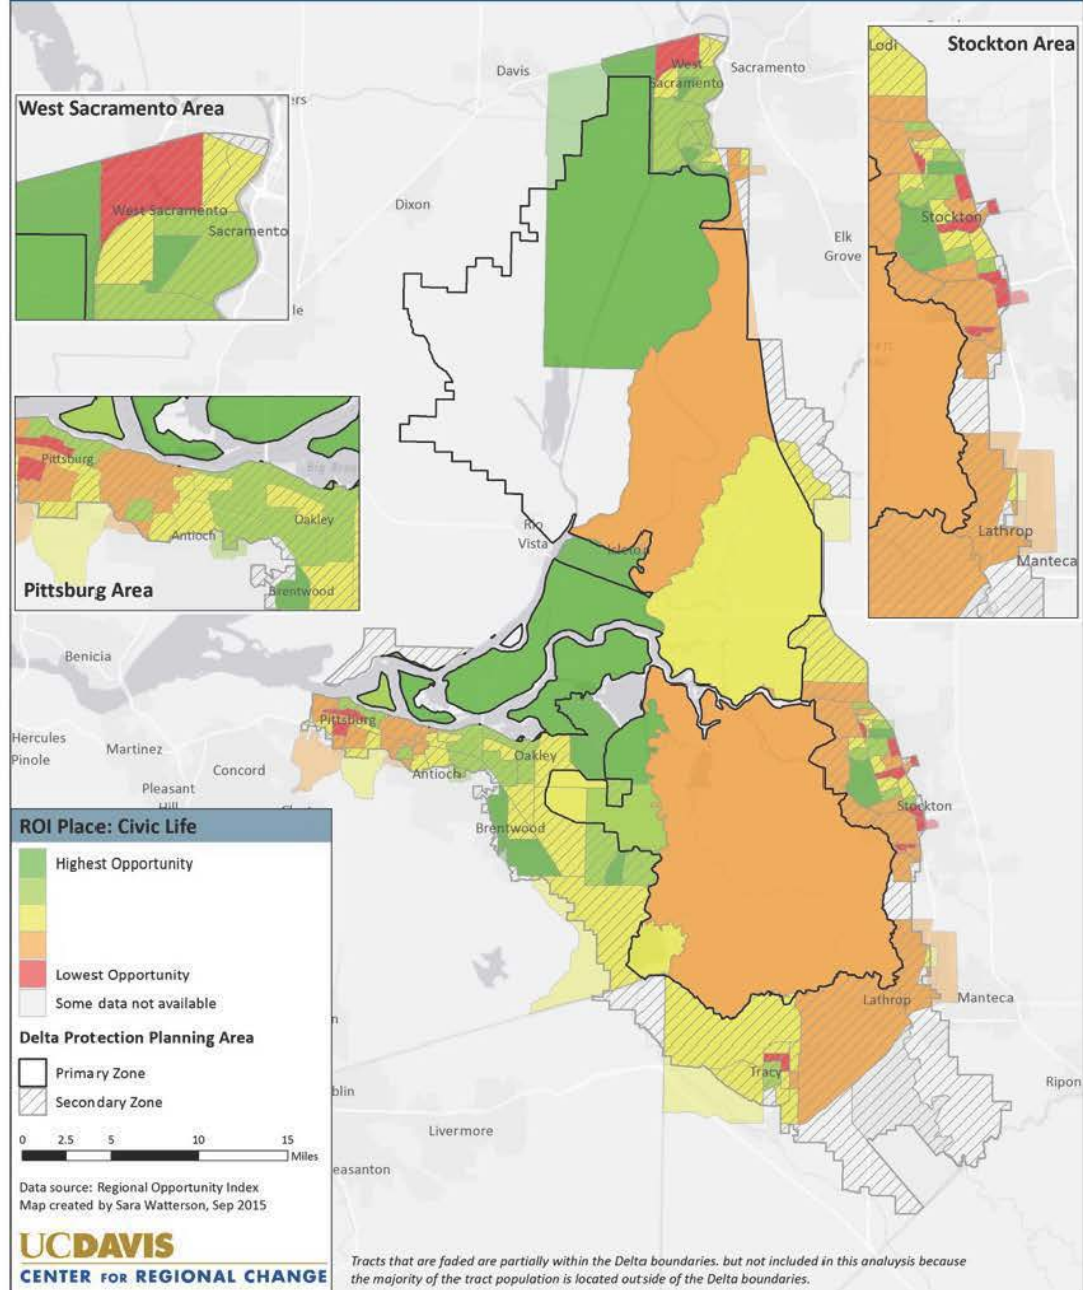 Davis
West
Sacramento
Sacramento
Dixon
Elk
Grove
Rio
Vista
Isleton
Benicia
Hercules
Pinole
Martinez
Concord
Pleasant
Hill
Pittsburg
Antioch
Oakley
Brentwood
Stockton
Lathrop
Manteca
Tracy
Ripon
Livermore
blin
easanton
ers
le
n
West Sacramento Area
West Sacramento
Sacramento
Pittsburg Area
Pittsburg
Antioch
Oakley
Brentwood
Stockton Area
Lodi
Stockton
Lathrop
Manteca
ROI Place: Civic Life
Highest Opportunity
Lowest Opportunity
Some data not available
Delta Protection Planning Area
Primary Zone
Secondary Zone
0 2.5 5 10 15
Miles
Data source: Regional Opportunity Index
Map created by Sara Watterson, Sep 2015
UCDAVIS
CENTER FOR REGIONAL CHANGE
Tracts that are faded are partially within the Delta boundaries. but not included in this analuysis because
the majority of the tract population is located outside of the Delta boundaries.